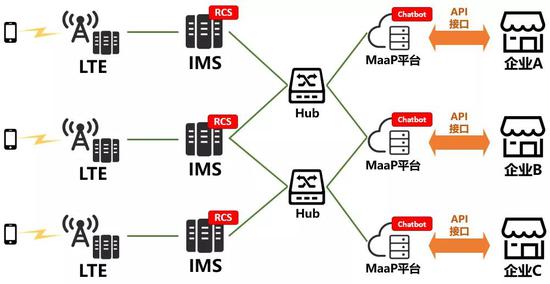 RCS
Chatbot
API
接口
LTE
IMS
MaaP平台
企业A
Hub
RCS
Chatbot
API
接口
LTE
IMS
MaaP平台
企业B
Hub
RCS
Chatbot
API
接口
LTE
IMS
MaaP平台
企业C